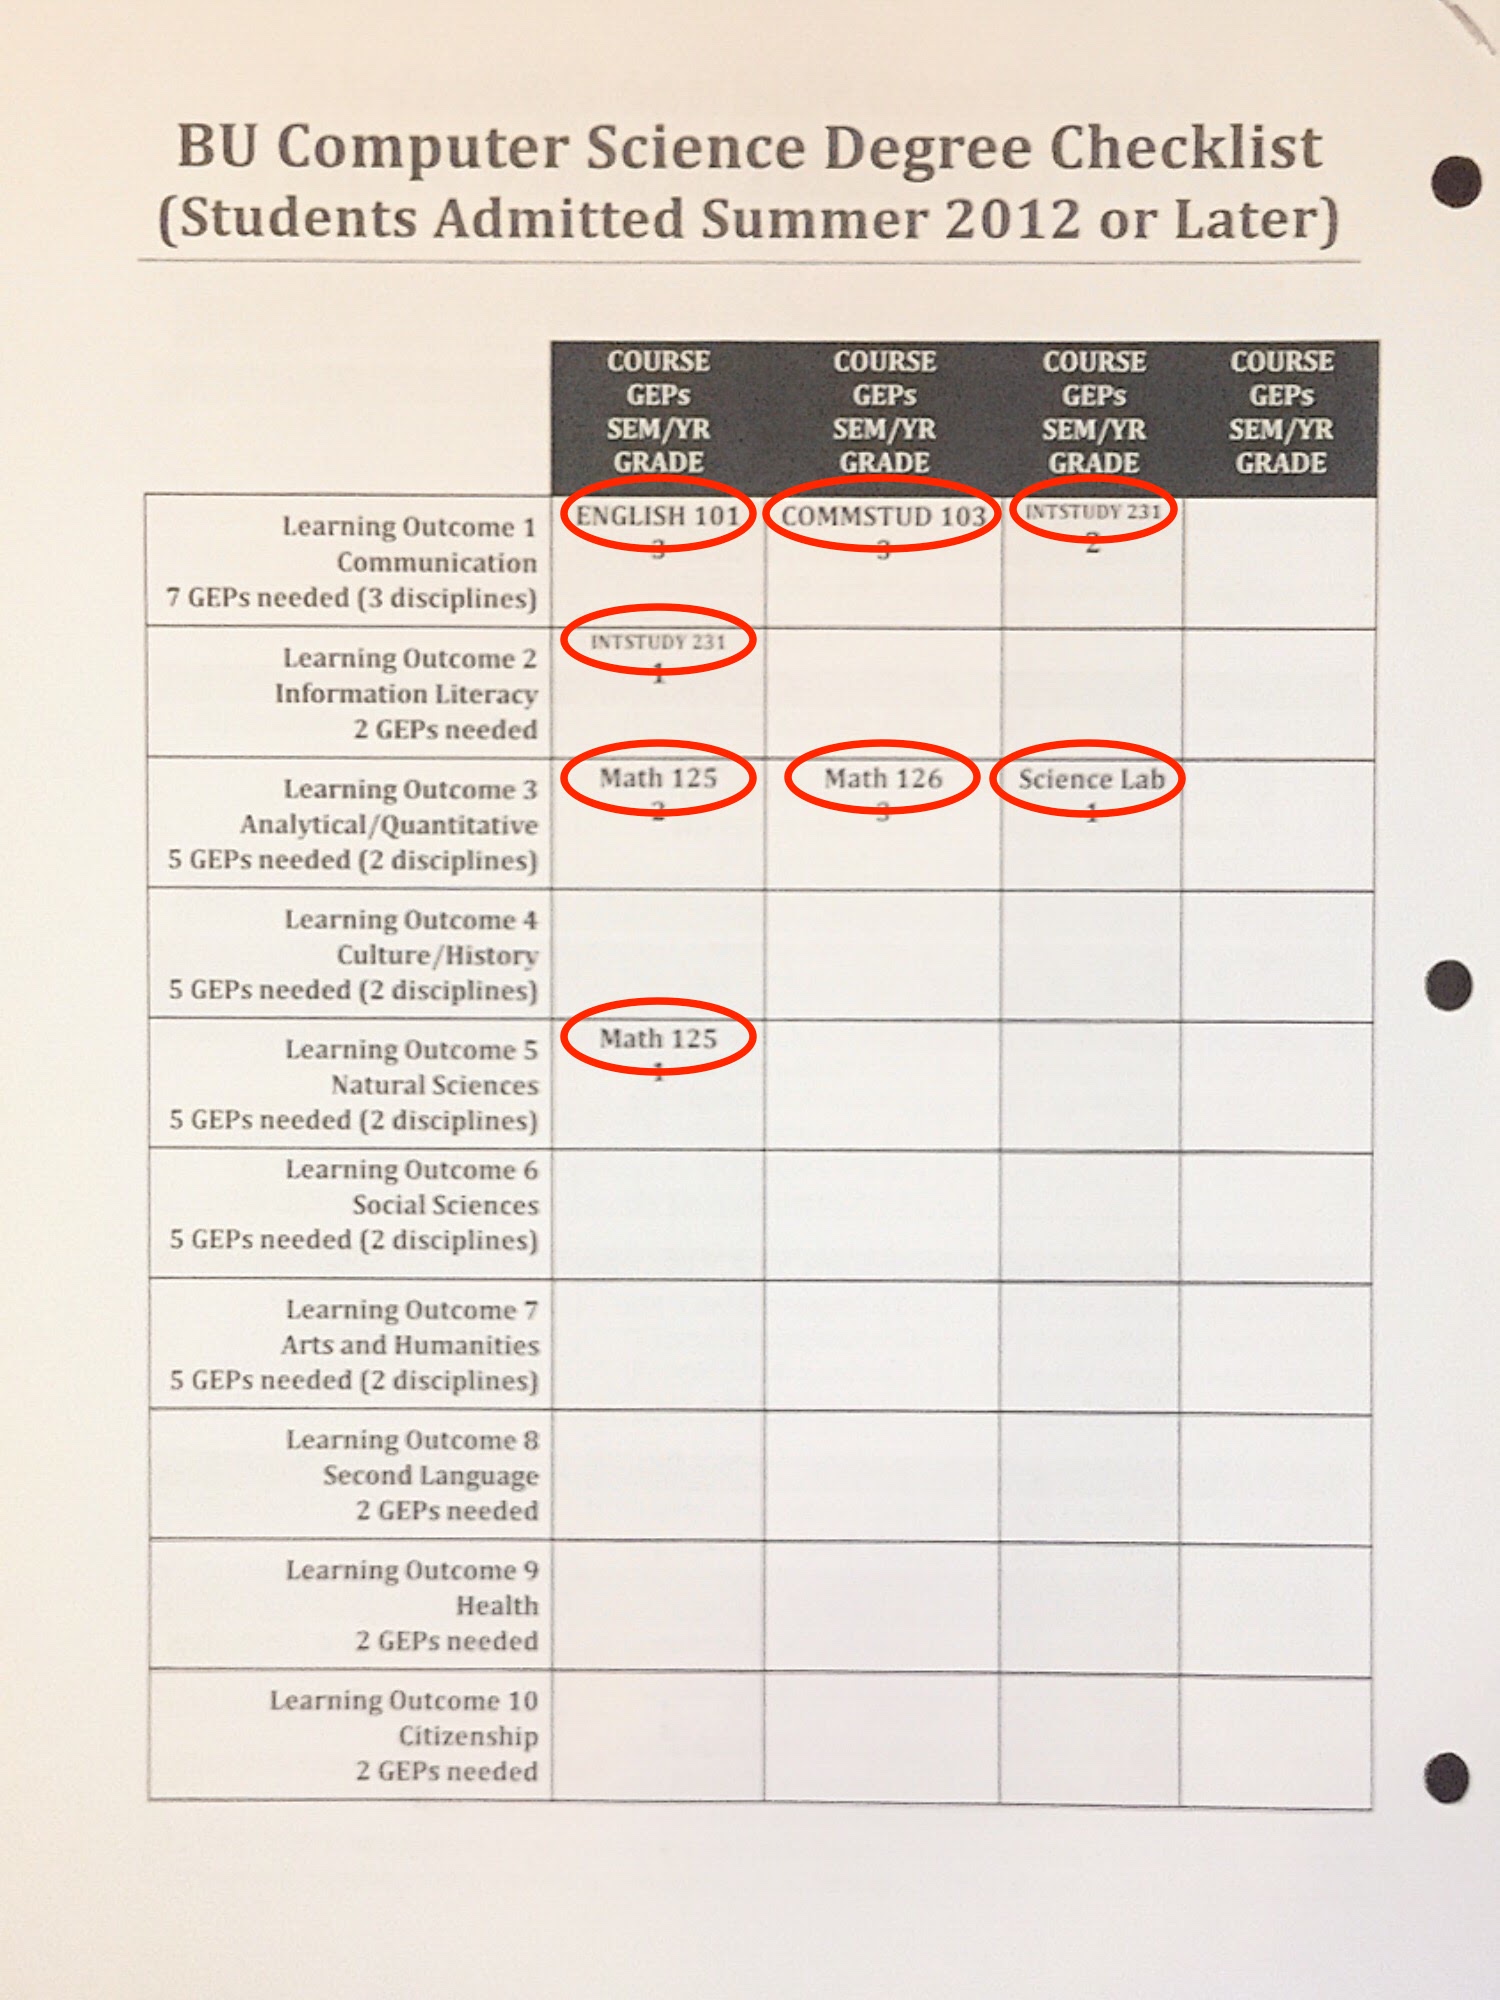 BU Computer Science Degree Checklist
(Students Admitted Summer 2012 or Later)
COURSE GEPs SEM/YR GRADE
COURSE GEPs SEM/YR GRADE
COURSE GEPs SEM/YR GRADE
COURSE GEPs SEM/YR GRADE
Learning Outcome 1
Communication
7 GEPs needed (3 disciplines)
ENGLISH 101
3
COMMSTUD 103
3
INTSTUDY 231
2
Learning Outcome 2
Information Literacy
2 GEPs needed
INTSTUDY 231
1
Learning Outcome 3
Analytical/Quantitative
5 GEPs needed (2 disciplines)
Math 125
2
Math 126
3
Science Lab
1
Learning Outcome 4
Culture/History
5 GEPs needed (2 disciplines)
Learning Outcome 5
Natural Sciences
5 GEPs needed (2 disciplines)
Math 125
1
Learning Outcome 6
Social Sciences
5 GEPs needed (2 disciplines)
Learning Outcome 7
Arts and Humanities
5 GEPs needed (2 disciplines)
Learning Outcome 8
Second Language
2 GEPs needed
Learning Outcome 9
Health
2 GEPs needed
Learning Outcome 10
Citizenship
2 GEPs needed